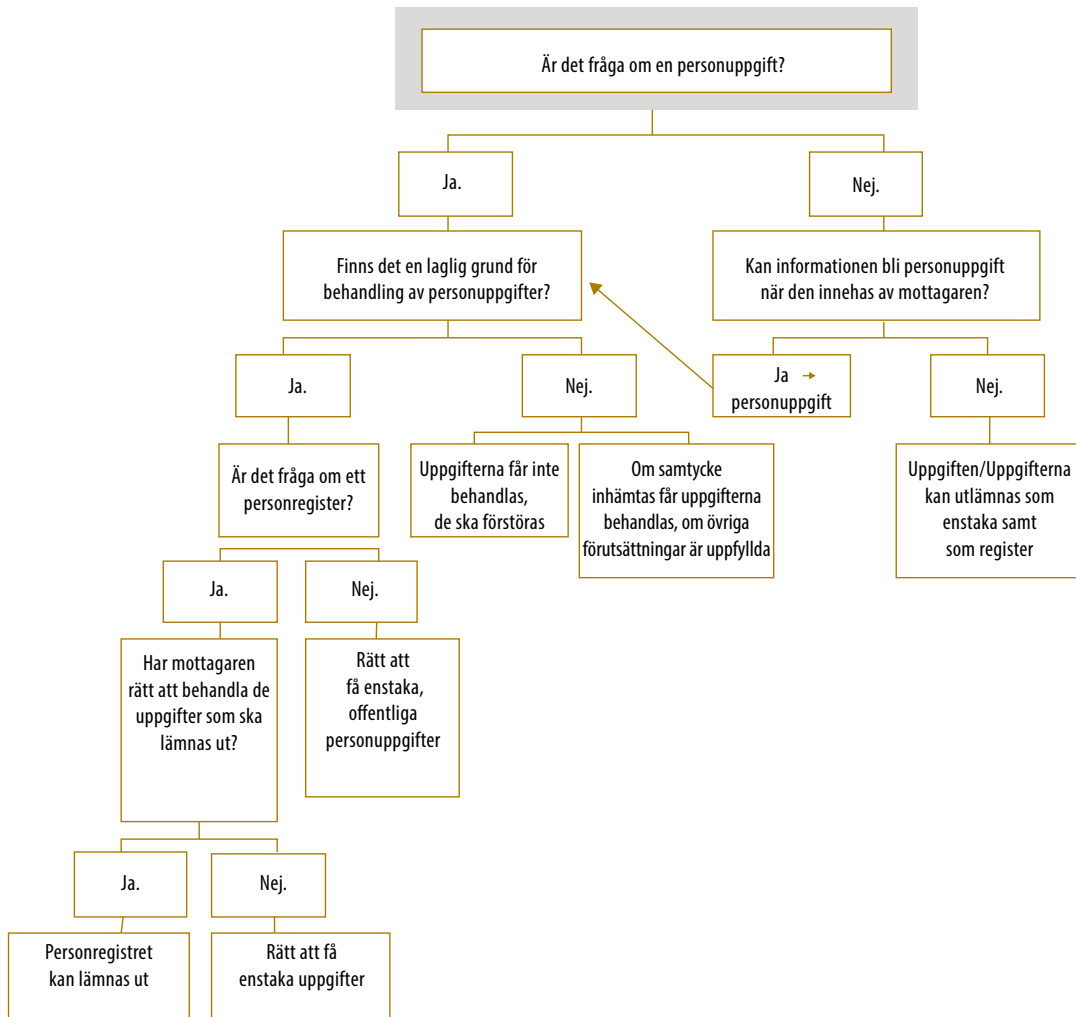 Är det fråga om en personuppgift?
Ja.
Nej.
Finns det en laglig grund för
behandling av personuppgifter?
Kan informationen bli personuppgift
när den innehas av mottagaren?
Ja.
Nej.
Ja →
personuppgift
Nej.
Är det fråga om ett
personregister?
Uppgifterna får inte
behandlas,
de ska förstöras
Om samtycke
inhämtas får uppgifterna
behandlas, om övriga
förutsättningar är uppfyllda
Uppgiften/Uppgifterna
kan utlämnas som
enstaka samt
som register
Ja.
Nej.
Har mottagaren
rätt att behandla de
uppgifter som ska
lämnas ut?
Rätt att
få enstaka,
offentliga
personuppgifter
Ja.
Nej.
Personregistret
kan lämnas ut
Rätt att få
enstaka uppgifter